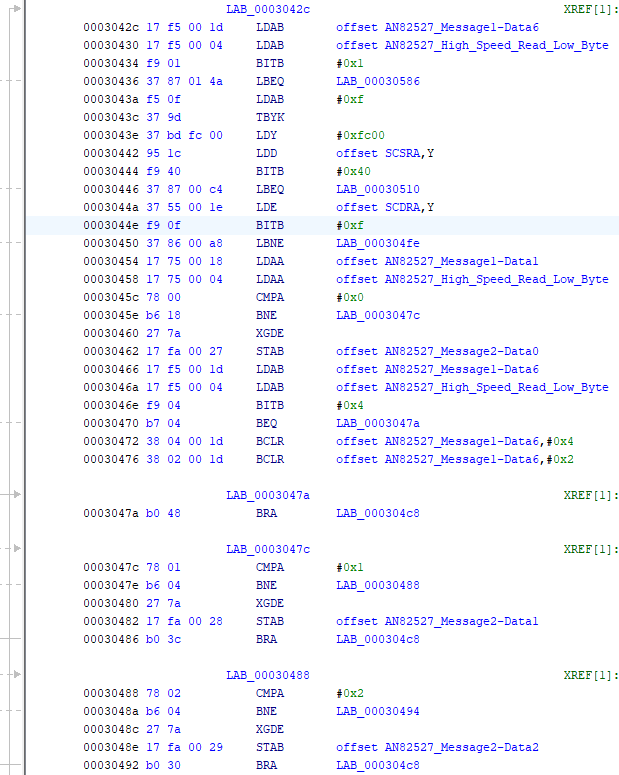 LAB_0003042c XREF[1]:
0003042c 17 f5 00 1d LDAB offset AN82527_Message1-Data6
00030430 17 f5 00 04 LDAB offset AN82527_High_Speed_Read_Low_Byte
00030434 f9 01 BITB #0x1
00030436 37 87 01 4a LBEQ LAB_00030586
0003043a f5 0f LDAB #0xf
0003043c 37 9d TBYK
0003043e 37 bd fc 00 LDY #0xfc00
00030442 95 1c LDD offset SCSRA,Y
00030444 f9 40 BITB #0x40
00030446 37 87 00 c4 LBEQ LAB_00030510
0003044a 37 55 00 1e LDE offset SCDRA,Y
0003044e f9 0f BITB #0xf
00030450 37 86 00 a8 LBNE LAB_000304fe
00030454 17 75 00 18 LDAA offset AN82527_Message1-Data1
00030458 17 75 00 04 LDAA offset AN82527_High_Speed_Read_Low_Byte
0003045c 78 00 CMPA #0x0
0003045e b6 18 BNE LAB_0003047c
00030460 27 7a XGDE
00030462 17 fa 00 27 STAB offset AN82527_Message2-Data0
00030466 17 f5 00 1d LDAB offset AN82527_Message1-Data6
0003046a 17 f5 00 04 LDAB offset AN82527_High_Speed_Read_Low_Byte
0003046e f9 04 BITB #0x4
00030470 b7 04 BEQ LAB_0003047a
00030472 38 04 00 1d BCLR offset AN82527_Message1-Data6,#0x4
00030476 38 02 00 1d BCLR offset AN82527_Message1-Data6,#0x2
LAB_0003047a XREF[1]:
0003047a b0 48 BRA LAB_000304c8
LAB_0003047c XREF[1]:
0003047c 78 01 CMPA #0x1
0003047e b6 04 BNE LAB_00030488
00030480 27 7a XGDE
00030482 17 fa 00 28 STAB offset AN82527_Message2-Data1
00030486 b0 3c BRA LAB_000304c8
LAB_00030488 XREF[1]:
00030488 78 02 CMPA #0x2
0003048a b6 04 BNE LAB_00030494
0003048c 27 7a XGDE
0003048e 17 fa 00 29 STAB offset AN82527_Message2-Data2
00030492 b0 30 BRA LAB_000304c8